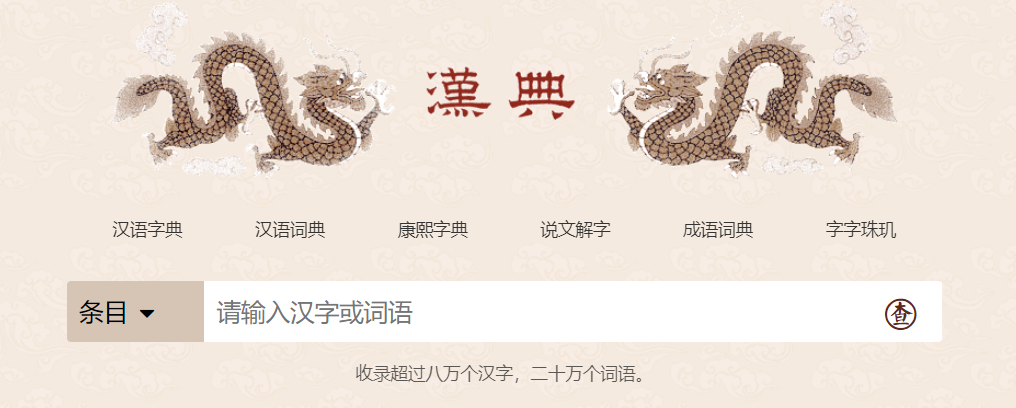 漢典
汉语字典 汉语词典 康熙字典 说文解字 成语词典 字字珠玑
条目 请输入汉字或词语 查
收录超过八万个汉字，二十万个词语。